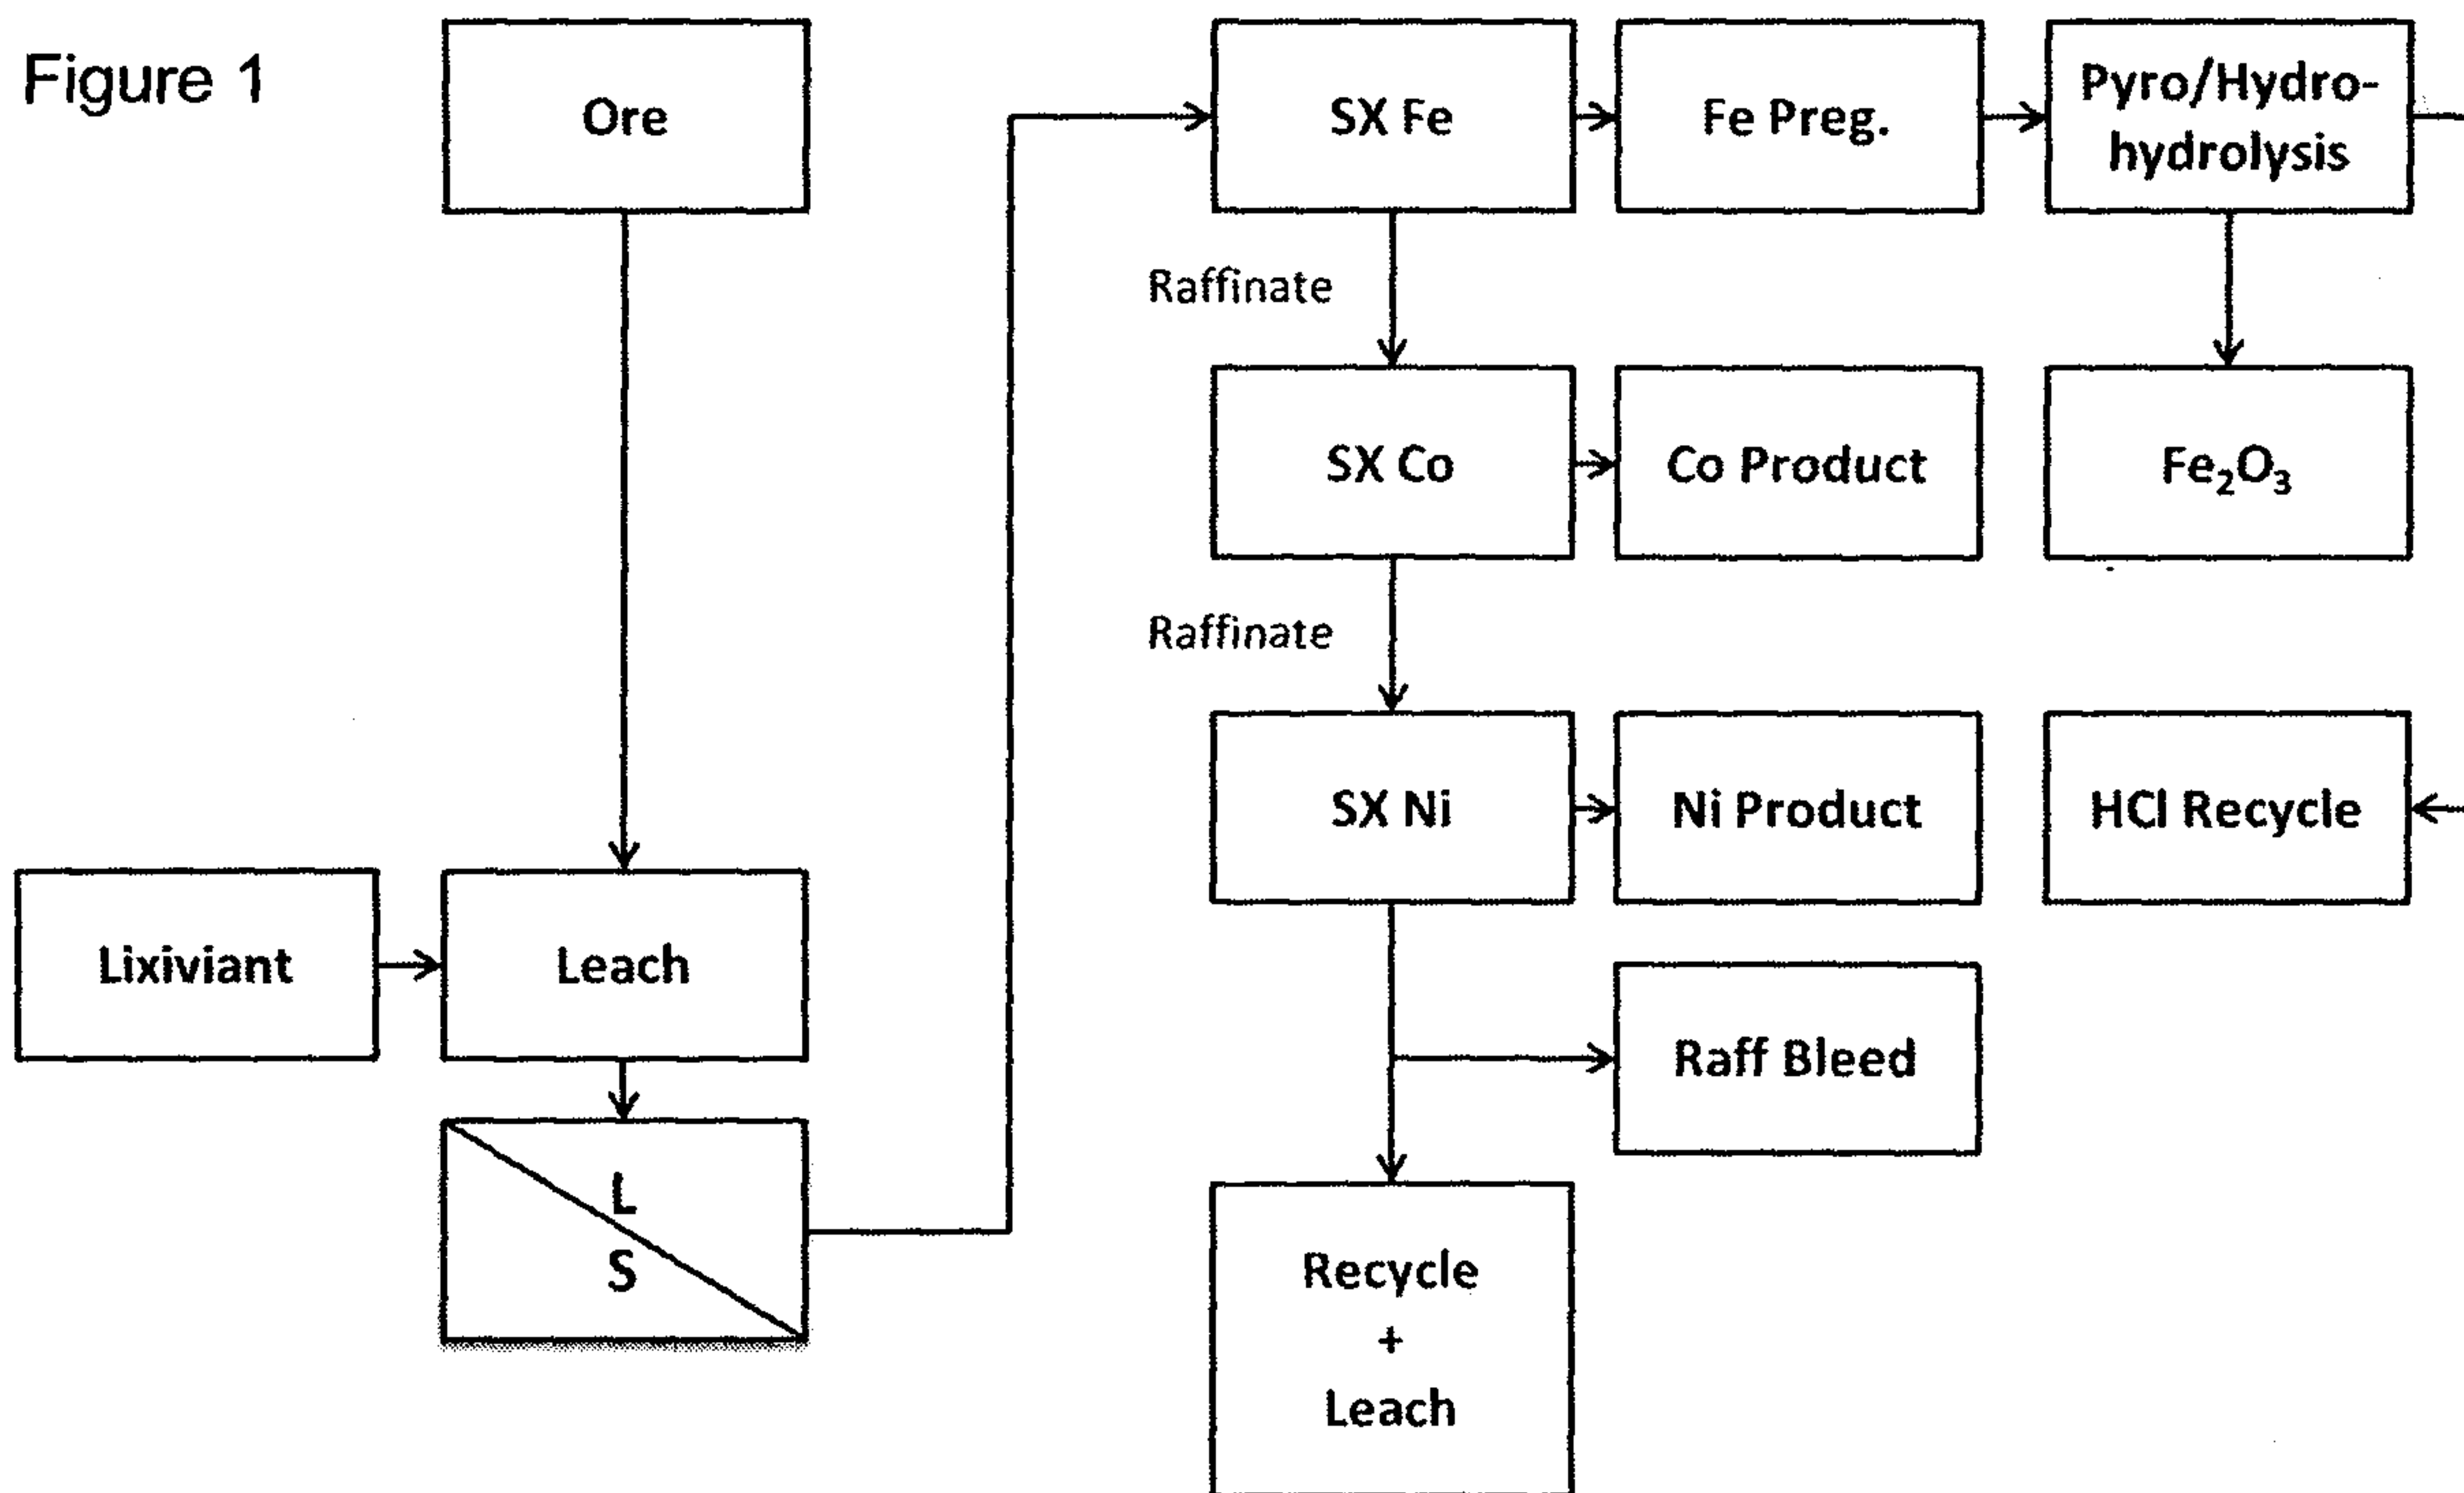 Figure 1
Ore
Lixiviant
Leach
L
S
SX Fe
Fe Preg.
Pyro/Hydro-
hydrolysis
Raffinate
SX Co
Co Product
Fe₂O₃
Raffinate
SX Ni
Ni Product
HCl Recycle
Raff Bleed
Recycle
+
Leach